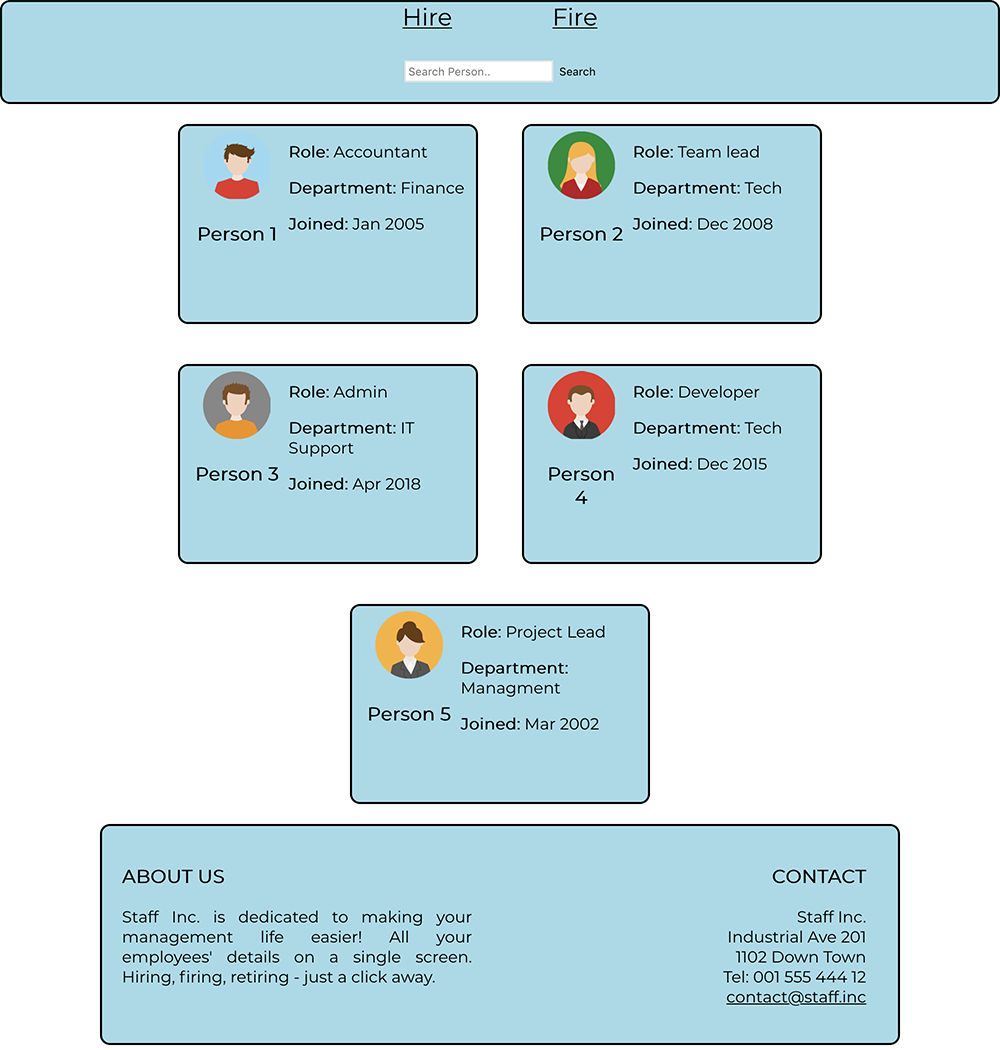 Hire Fire
Search Person.. Search
Role: Accountant
Department: Finance
Joined: Jan 2005
Person 1
Role: Team lead
Department: Tech
Joined: Dec 2008
Person 2
Role: Admin
Department: IT
Support
Joined: Apr 2018
Person 3
Role: Developer
Department: Tech
Joined: Dec 2015
Person
4
Role: Project Lead
Department:
Managment
Joined: Mar 2002
Person 5
ABOUT US
Staff Inc. is dedicated to making your
management life easier! All your
employees' details on a single screen.
Hiring, firing, retiring - just a click away.
CONTACT
Staff Inc.
Industrial Ave 201
1102 Down Town
Tel: 001 555 444 12
contact@staff.inc